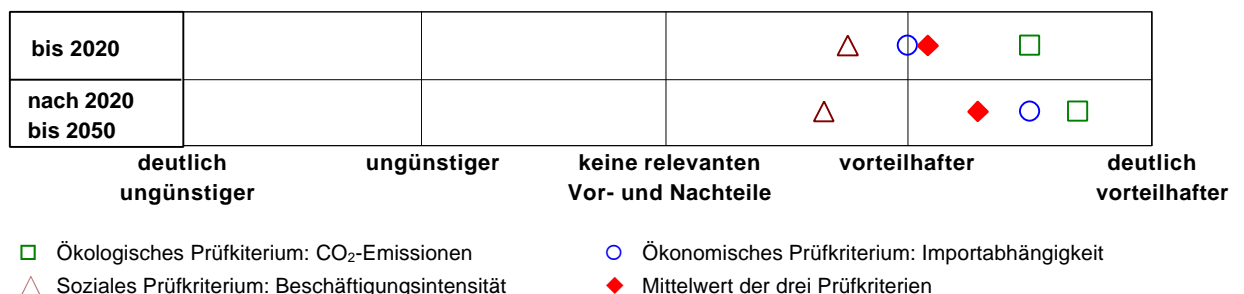 bis 2020
nach 2020
bis 2050
deutlich ungünstiger keine relevanten vorteilhafter deutlich
ungünstiger Vor- und Nachteile vorteilhafter
Ökologisches Prüfkiterium: CO₂-Emissionen Ökonomisches Prüfkriterium: Importabhängigkeit
Soziales Prüfkriterium: Beschäftigungsintensität Mittelwert der drei Prüfkriterien